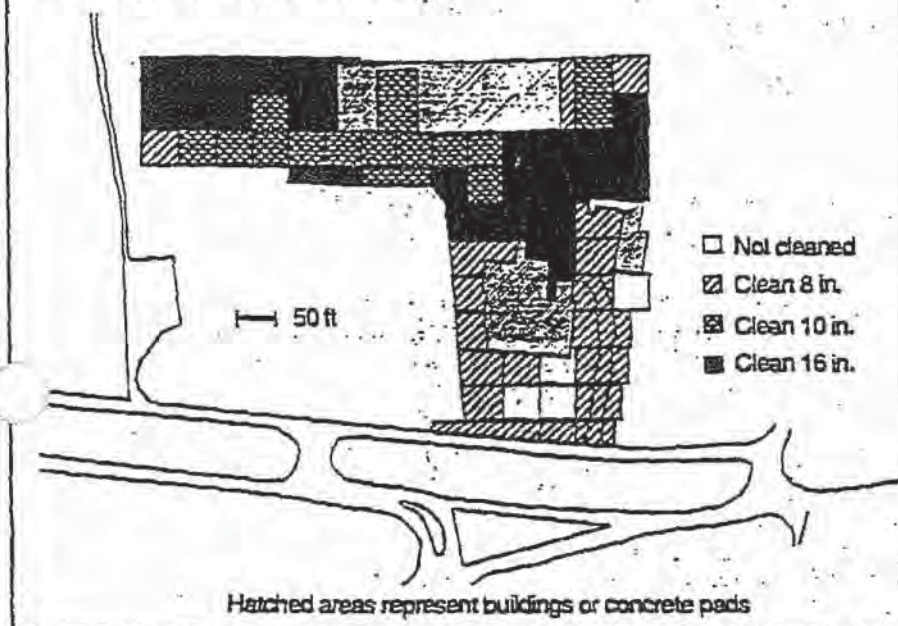 Not cleaned
Clean 8 in.
50 ft
Clean 10 in.
Clean 16 in.
Hatched areas represent buildings or concrete pads